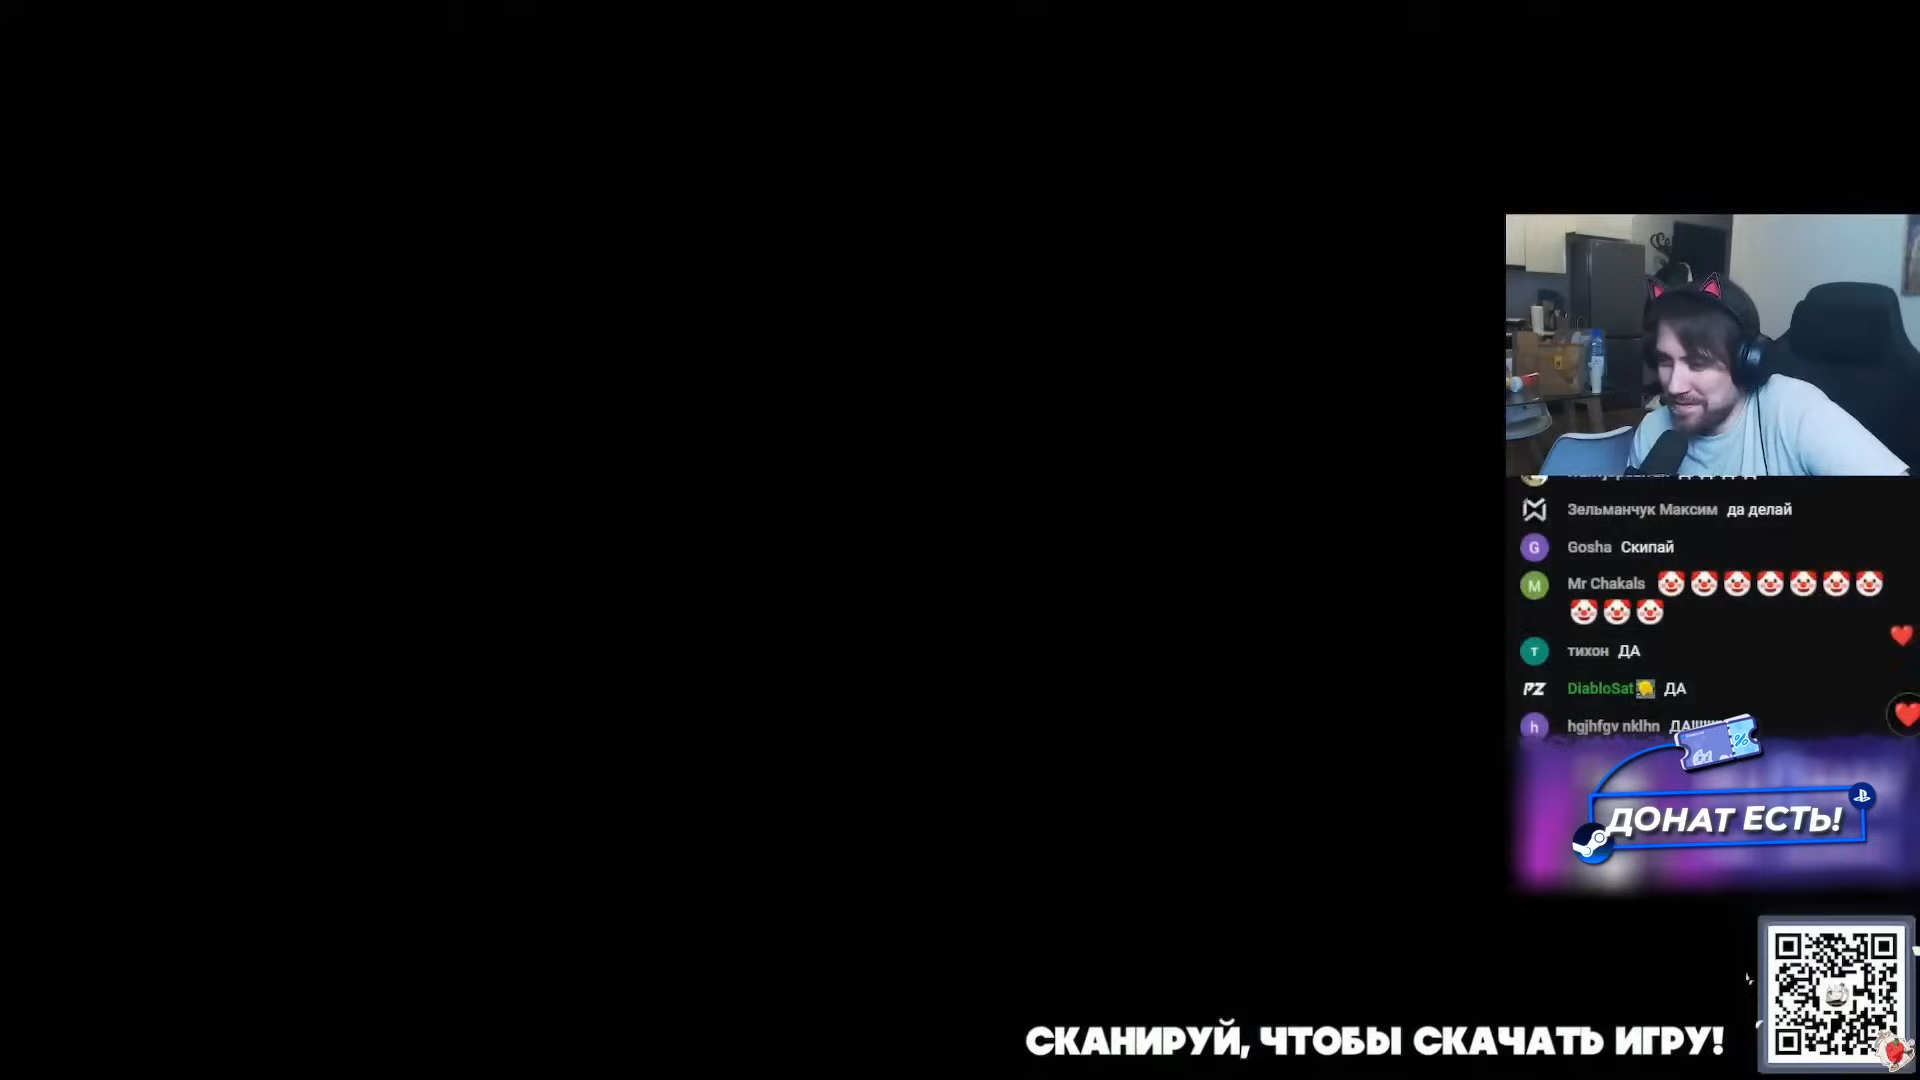 Зельманчук Максим да делай
G Gosha Скипай
M Mr Chakals
т тихон ДА
PZ DiabloSat ДА
h hgjhfgv nklhn
%
ДОНАТ ЕСТЬ!
СКАНИРУЙ, ЧТОБЫ СКАЧАТЬ ИГРУ!